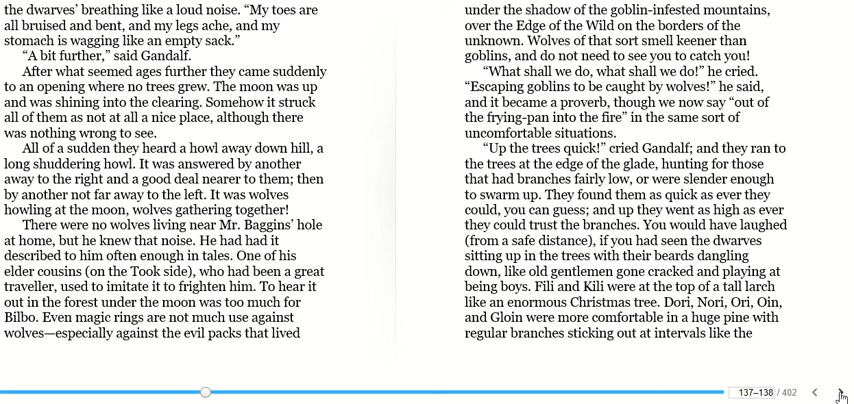 the dwarves’ breathing like a loud noise. “My toes are
all bruised and bent, and my legs ache, and my
stomach is wagging like an empty sack.”
“A bit further,” said Gandalf.
After what seemed ages further they came suddenly
to an opening where no trees grew. The moon was up
and was shining into the clearing. Somehow it struck
all of them as not at all a nice place, although there
was nothing wrong to see.
All of a sudden they heard a howl away down hill, a
long shuddering howl. It was answered by another
away to the right and a good deal nearer to them; then
by another not far away to the left. It was wolves
howling at the moon, wolves gathering together!
There were no wolves living near Mr. Baggins’ hole
at home, but he knew that noise. He had had it
described to him often enough in tales. One of his
elder cousins (on the Took side), who had been a great
traveller, used to imitate it to frighten him. To hear it
out in the forest under the moon was too much for
Bilbo. Even magic rings are not much use against
wolves—especially against the evil packs that lived
under the shadow of the goblin-infested mountains,
over the Edge of the Wild on the borders of the
unknown. Wolves of that sort smell keener than
goblins, and do not need to see you to catch you!
“What shall we do, what shall we do!” he cried.
“Escaping goblins to be caught by wolves!” he said,
and it became a proverb, though we now say “out of
the frying-pan into the fire” in the same sort of
uncomfortable situations.
“Up the trees quick!” cried Gandalf; and they ran to
the trees at the edge of the glade, hunting for those
that had branches fairly low, or were slender enough
to swarm up. They found them as quick as ever they
could, you can guess; and up they went as high as ever
they could trust the branches. You would have laughed
(from a safe distance), if you had seen the dwarves
sitting up in the trees with their beards dangling
down, like old gentlemen gone cracked and playing at
being boys. Fili and Kili were at the top of a tall larch
like an enormous Christmas tree. Dori, Nori, Ori, Oin,
and Gloin were more comfortable in a huge pine with
regular branches sticking out at intervals like the
137–138 / 402